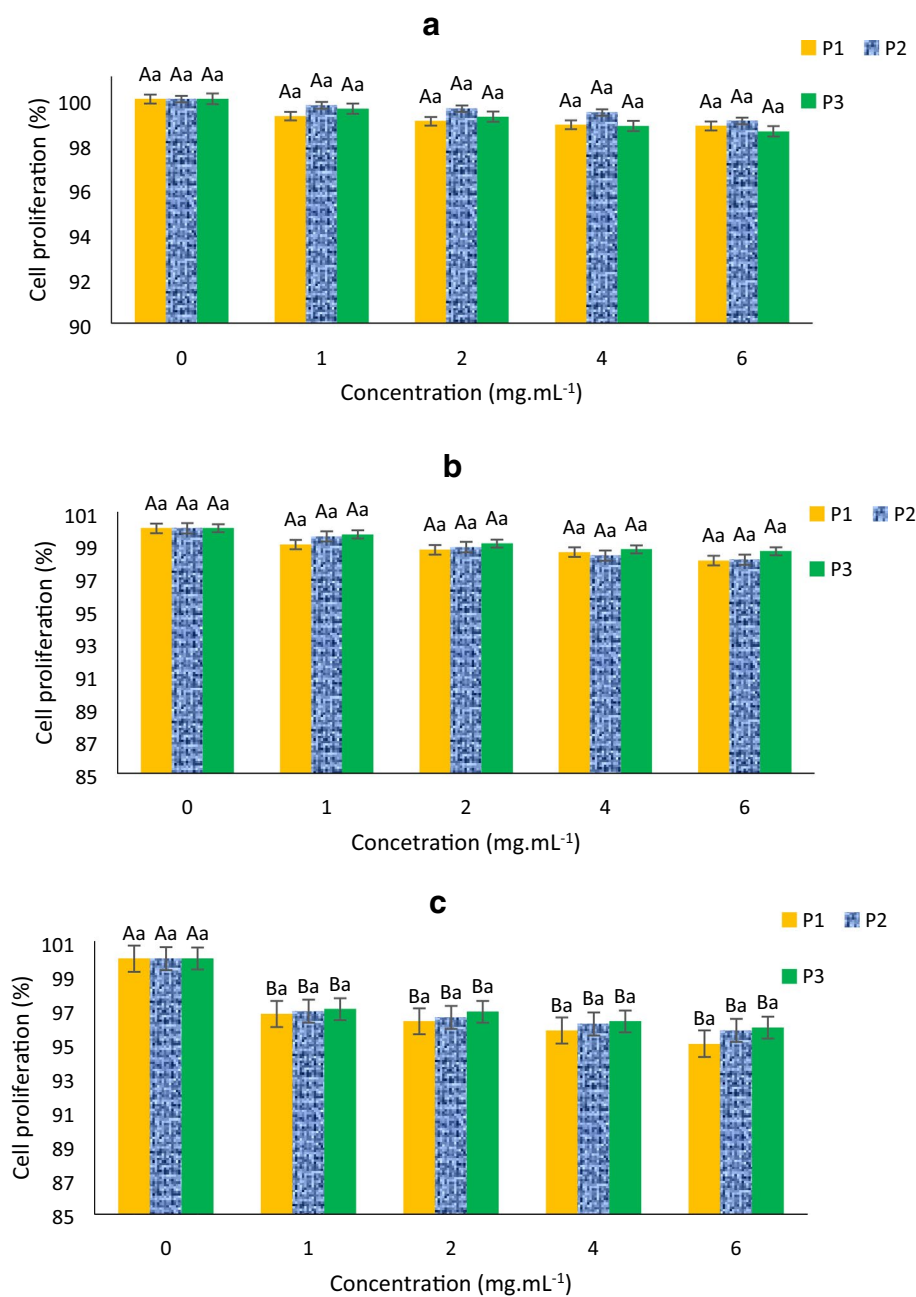 a
P1 P2
P3
Aa Aa Aa Aa Aa Aa Aa Aa Aa Aa Aa Aa Aa Aa Aa
Cell proliferation (%)
100
98
96
94
92
90
0 1 2 4 6
Concentration (mg.mL-1)
b
P1 P2
P3
Aa Aa Aa Aa Aa Aa Aa Aa Aa Aa Aa Aa Aa Aa Aa
Cell proliferation (%)
101
99
97
95
93
91
89
87
85
0 1 2 4 6
Concetration (mg.mL-1)
c
P1 P2
P3
Aa Aa Aa Ba Ba Ba Ba Ba Ba Ba Ba Ba Ba Ba Ba
Cell proliferation (%)
101
99
97
95
93
91
89
87
85
0 1 2 4 6
Concentration (mg.mL-1)